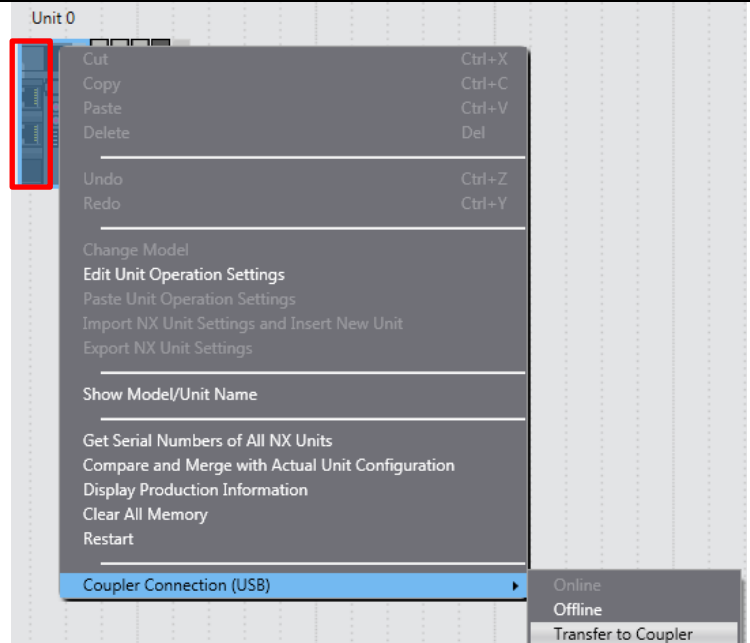 Unit 0
Cut Ctrl+X
Copy Ctrl+C
Paste Ctrl+V
Delete Del
Undo Ctrl+Z
Redo Ctrl+Y
Change Model
Edit Unit Operation Settings
Paste Unit Operation Settings
Import NX Unit Settings and Insert New Unit
Export NX Unit Settings
Show Model/Unit Name
Get Serial Numbers of All NX Units
Compare and Merge with Actual Unit Configuration
Display Production Information
Clear All Memory
Restart
Coupler Connection (USB)
Online
Offline
Transfer to Coupler